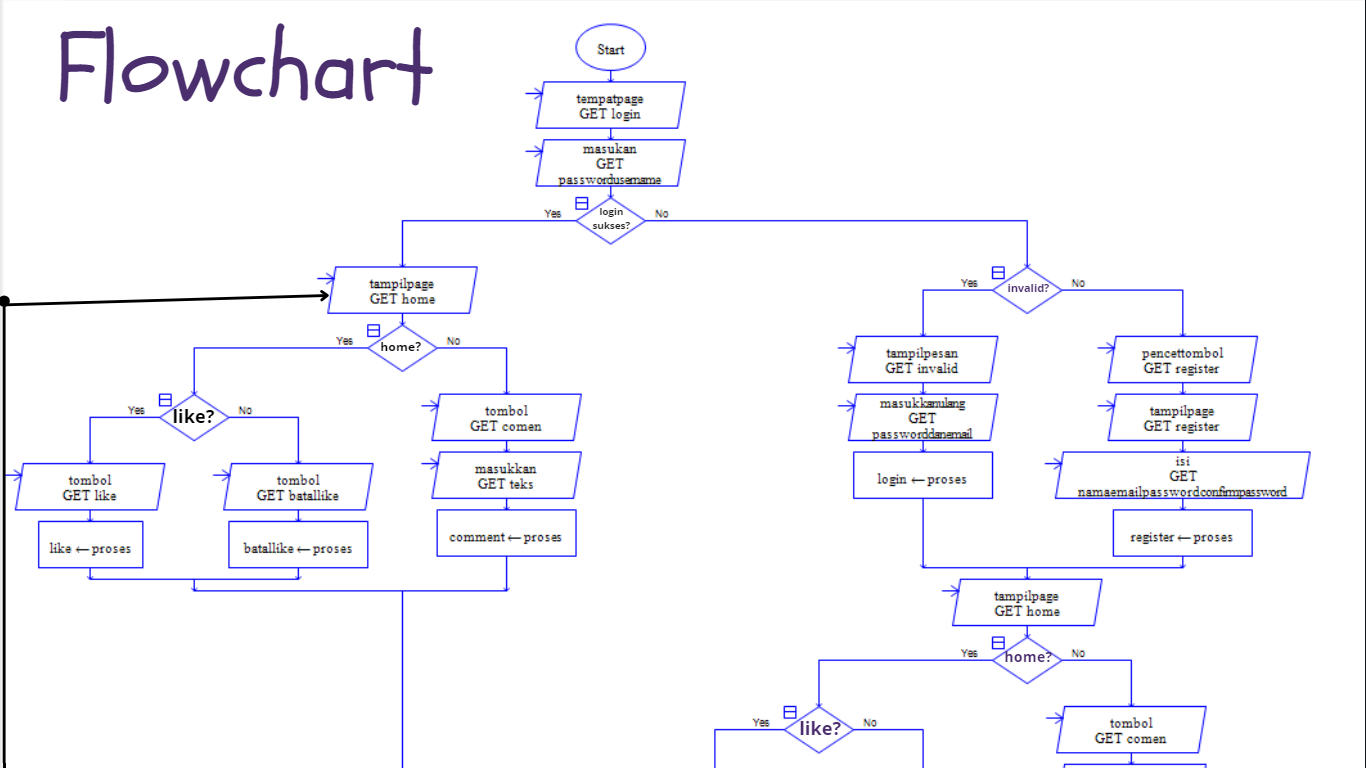 Flowchart
Start
tempatpage
GET login
masukan
GET
passwordusername
login
sukses?
Yes
No
tampilpage
GET home
home?
Yes
No
like?
Yes
No
tombol
GET like
like ← proses
tombol
GET batallike
batallike ← proses
tombol
GET comen
masukkan
GET teks
comment ← proses
invalid?
Yes
No
tampilpesan
GET invalid
masukkanulang
GET
passworddanemail
login ← proses
pencettombol
GET register
tampilpage
GET register
isi
GET
namaemailpasswordconfirmpassword
register ← proses
tampilpage
GET home
home?
Yes
No
like?
Yes
No
tombol
GET comen